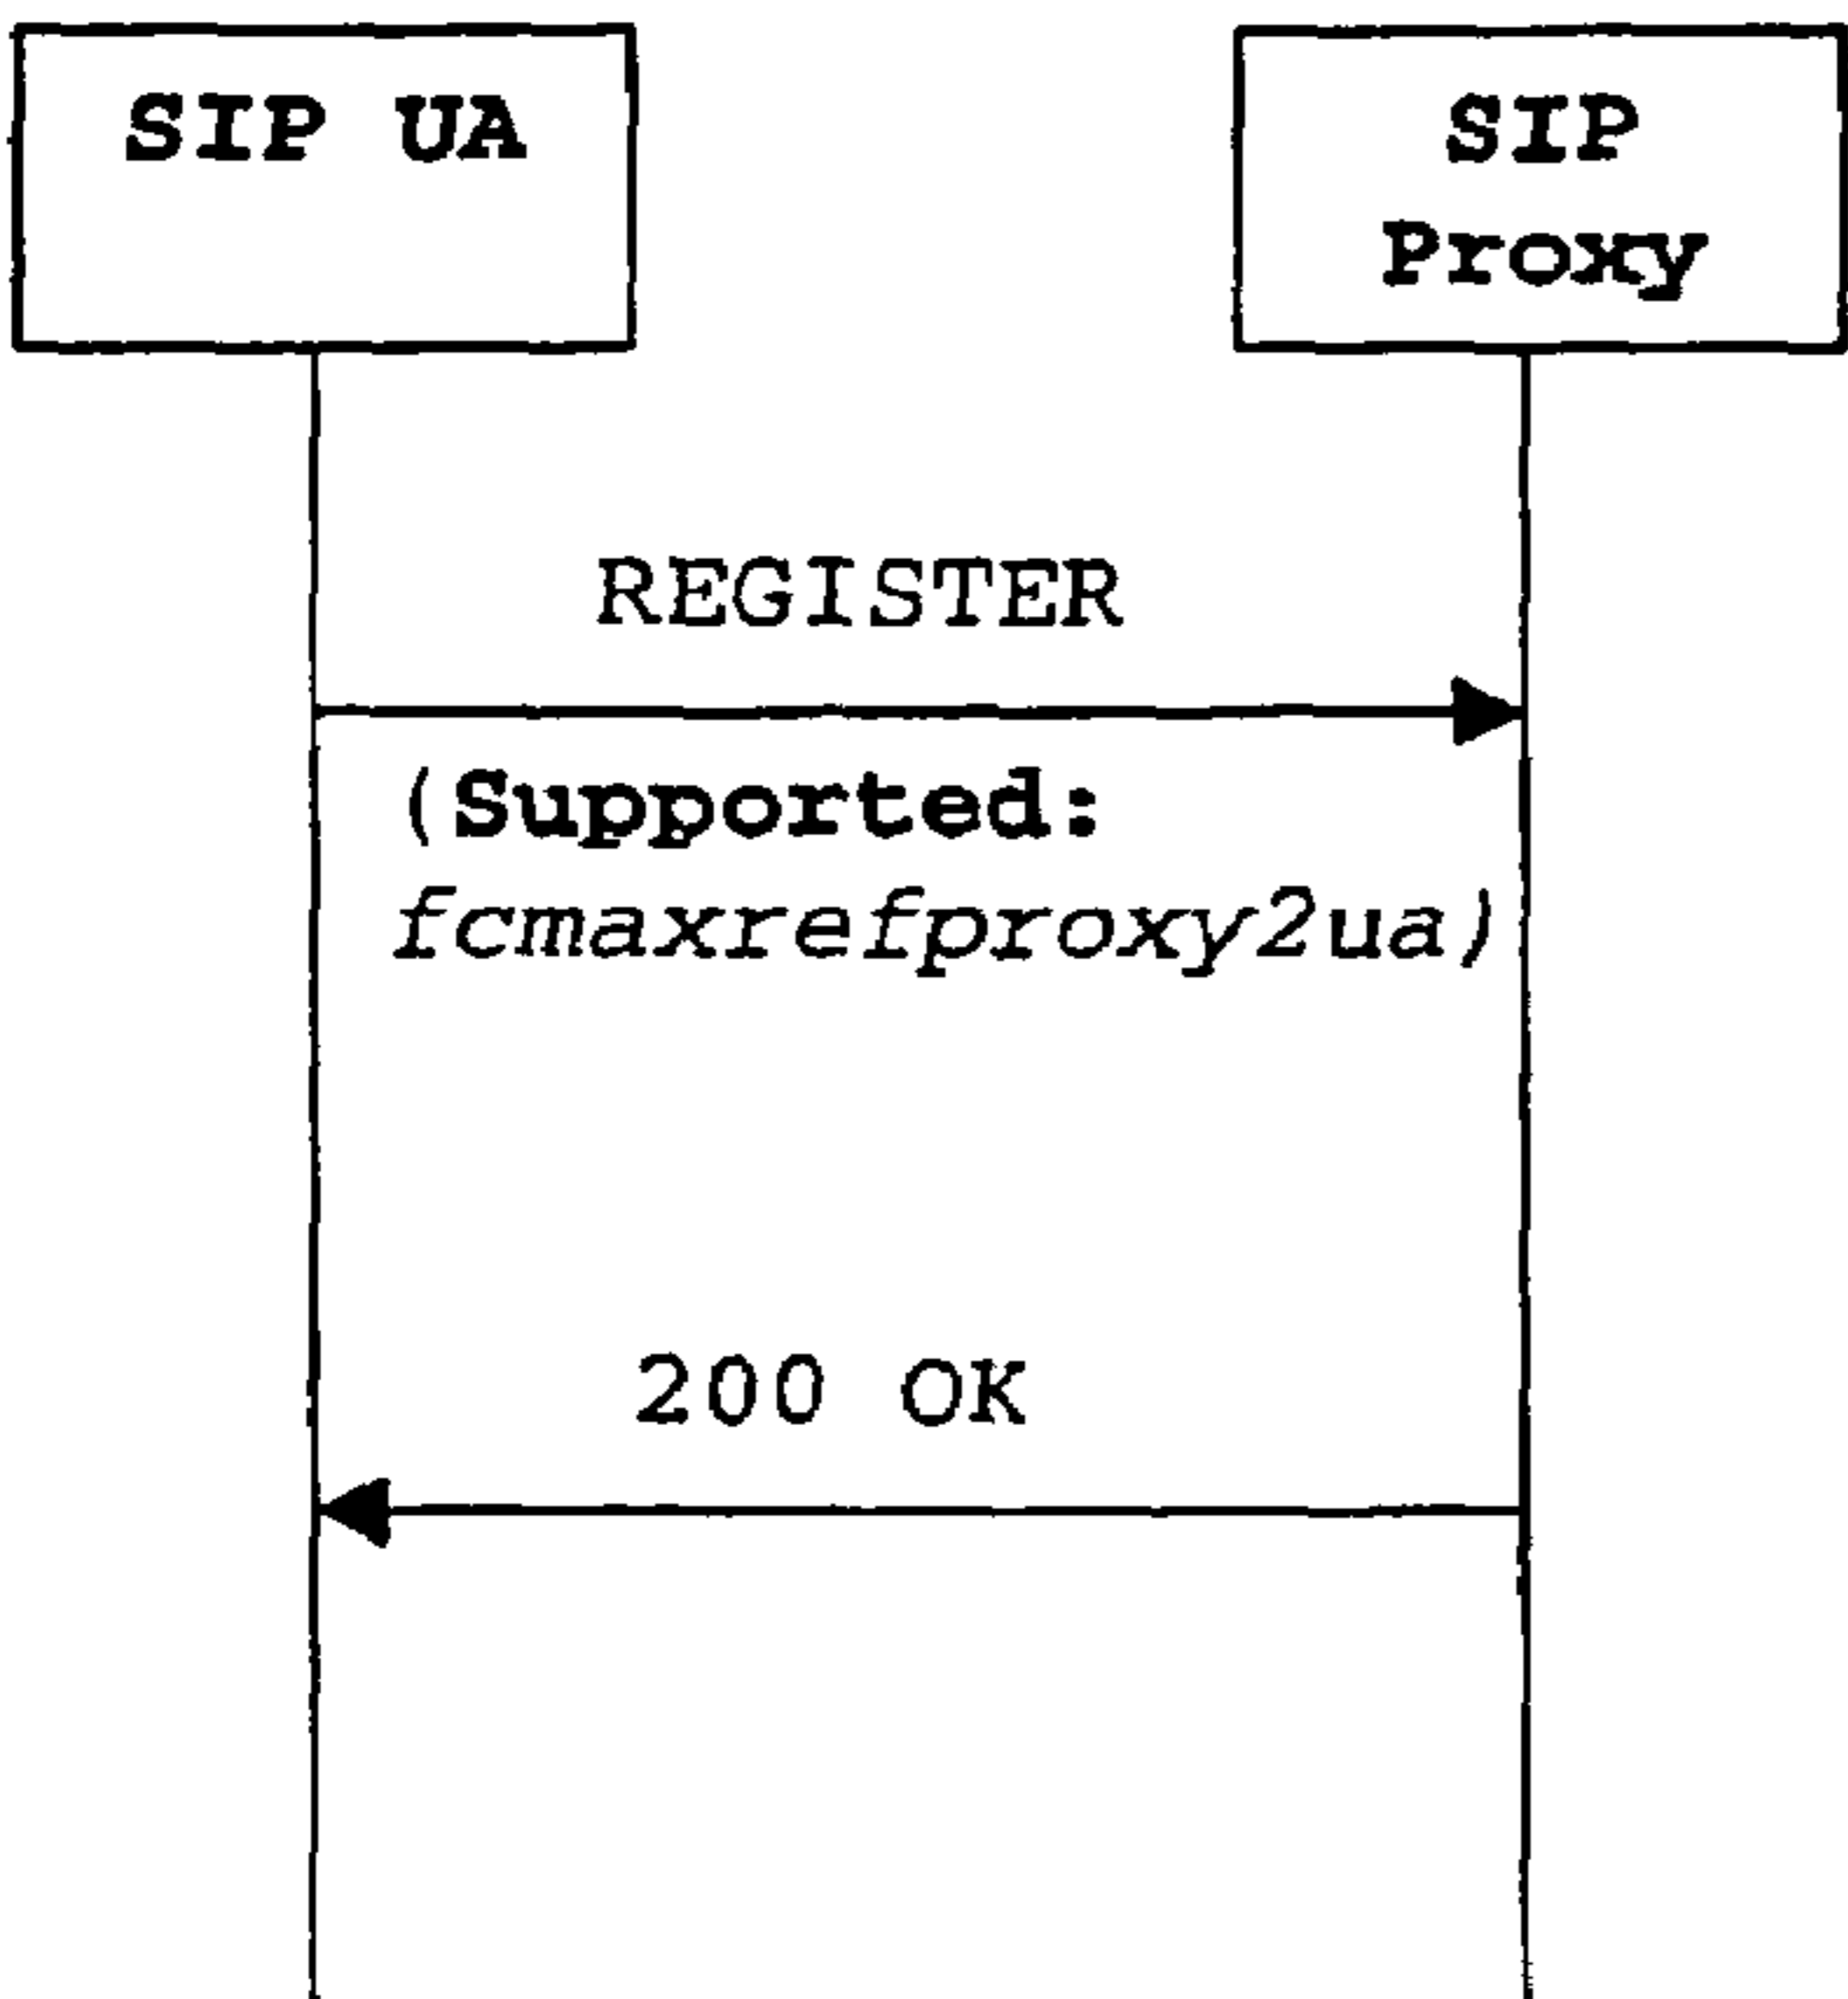 SIP UA
SIP
Proxy
REGISTER
(Supported:
fcmaxrefproxy2ua)
200 OK